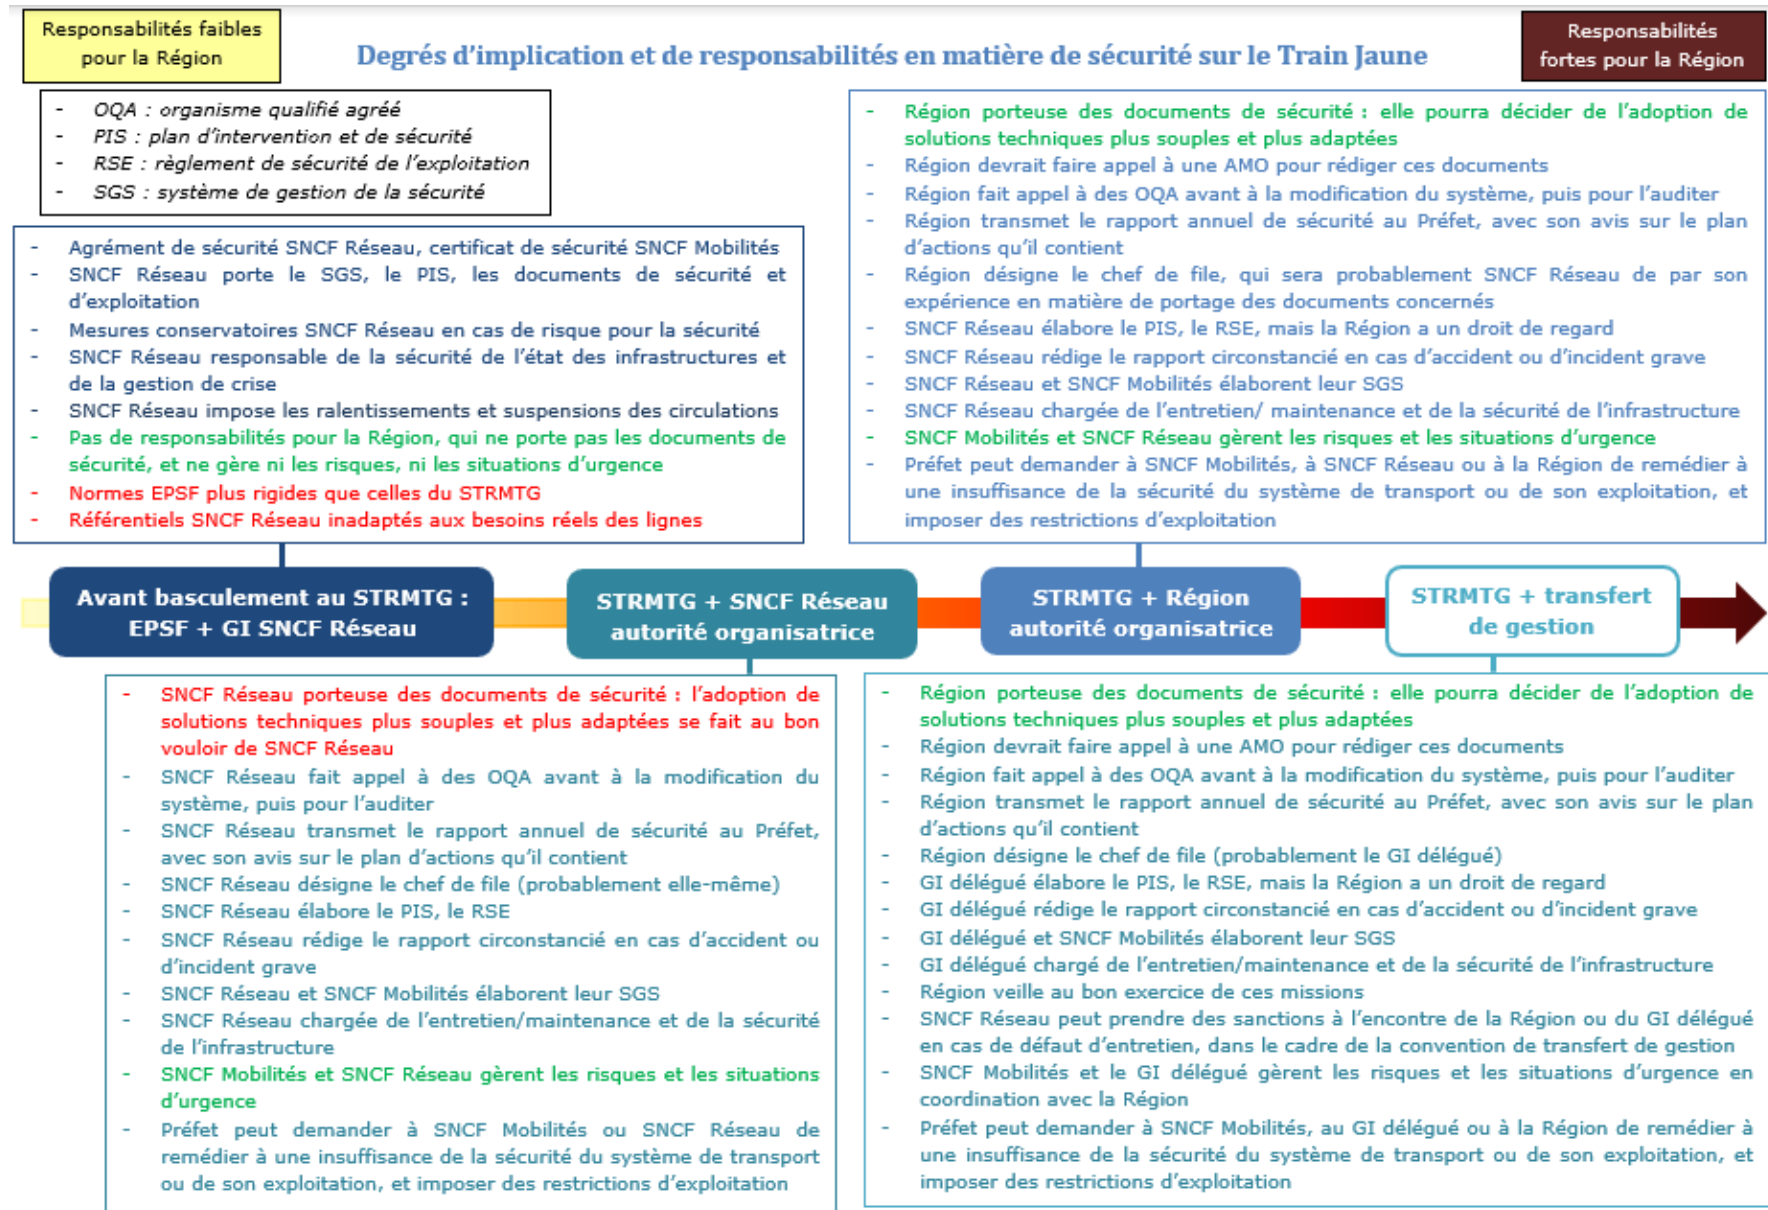 Responsabilités faibles
pour la Région
Degrés d'implication et de responsabilités en matière de sécurité sur le Train Jaune
Responsabilités
fortes pour la Région
- OQA : organisme qualifié agréé
- PIS : plan d'intervention et de sécurité
- RSE : règlement de sécurité de l'exploitation
- SGS : système de gestion de la sécurité
- Agrément de sécurité SNCF Réseau, certificat de sécurité SNCF Mobilités
- SNCF Réseau porte le SGS, le PIS, les documents de sécurité et
d'exploitation
- Mesures conservatoires SNCF Réseau en cas de risque pour la sécurité
- SNCF Réseau responsable de la sécurité de l'état des infrastructures et
de la gestion de crise
- SNCF Réseau impose les ralentissements et suspensions des circulations
- Pas de responsabilités pour la Région, qui ne porte pas les documents de
sécurité, et ne gère ni les risques, ni les situations d'urgence
- Normes EPSF plus rigides que celles du STRMTG
- Référentiels SNCF Réseau inadaptés aux besoins réels des lignes
- Région porteuse des documents de sécurité : elle pourra décider de l'adoption de
solutions techniques plus souples et plus adaptées
- Région devrait faire appel à une AMO pour rédiger ces documents
- Région fait appel à des OQA avant à la modification du système, puis pour l'auditer
- Région transmet le rapport annuel de sécurité au Préfet, avec son avis sur le plan
d'actions qu'il contient
- Région désigne le chef de file, qui sera probablement SNCF Réseau de par son
expérience en matière de portage des documents concernés
- SNCF Réseau élabore le PIS, le RSE, mais la Région a un droit de regard
- SNCF Réseau rédige le rapport circonstancié en cas d'accident ou d'incident grave
- SNCF Réseau et SNCF Mobilités élaborent leur SGS
- SNCF Réseau chargée de l'entretien/ maintenance et de la sécurité de l'infrastructure
- SNCF Mobilités et SNCF Réseau gèrent les risques et les situations d'urgence
- Préfet peut demander à SNCF Mobilités, à SNCF Réseau ou à la Région de remédier à
une insuffisance de la sécurité du système de transport ou de son exploitation, et
imposer des restrictions d'exploitation
Avant basculement au STRMTG :
EPSF + GI SNCF Réseau
STRMTG + SNCF Réseau
autorité organisatrice
STRMTG + Région
autorité organisatrice
STRMTG + transfert
de gestion
- SNCF Réseau porteuse des documents de sécurité : l'adoption de
solutions techniques plus souples et plus adaptées se fait au bon
vouloir de SNCF Réseau
- SNCF Réseau fait appel à des OQA avant à la modification du
système, puis pour l'auditer
- SNCF Réseau transmet le rapport annuel de sécurité au Préfet,
avec son avis sur le plan d'actions qu'il contient
- SNCF Réseau désigne le chef de file (probablement elle-même)
- SNCF Réseau élabore le PIS, le RSE
- SNCF Réseau rédige le rapport circonstancié en cas d'accident ou
d'incident grave
- SNCF Réseau et SNCF Mobilités élaborent leur SGS
- SNCF Réseau chargée de l'entretien/maintenance et de la sécurité
de l'infrastructure
- SNCF Mobilités et SNCF Réseau gèrent les risques et les situations
d'urgence
- Préfet peut demander à SNCF Mobilités ou SNCF Réseau de
remédier à une insuffisance de la sécurité du système de transport
ou de son exploitation, et imposer des restrictions d'exploitation
- Région porteuse des documents de sécurité : elle pourra décider de l'adoption de
solutions techniques plus souples et plus adaptées
- Région devrait faire appel à une AMO pour rédiger ces documents
- Région fait appel à des OQA avant à la modification du système, puis pour l'auditer
- Région transmet le rapport annuel de sécurité au Préfet, avec son avis sur le plan
d'actions qu'il contient
- Région désigne le chef de file (probablement le GI délégué)
- GI délégué élabore le PIS, le RSE, mais la Région a un droit de regard
- GI délégué rédige le rapport circonstancié en cas d'accident ou d'incident grave
- GI délégué et SNCF Mobilités élaborent leur SGS
- GI délégué chargé de l'entretien/maintenance et de la sécurité de l'infrastructure
- Région veille au bon exercice de ces missions
- SNCF Réseau peut prendre des sanctions à l'encontre de la Région ou du GI délégué
en cas de défaut d'entretien, dans le cadre de la convention de transfert de gestion
- SNCF Mobilités et le GI délégué gèrent les risques et les situations d'urgence en
coordination avec la Région
- Préfet peut demander à SNCF Mobilités, au GI délégué ou à la Région de remédier à
une insuffisance de la sécurité du système de transport ou de son exploitation, et
imposer des restrictions d'exploitation